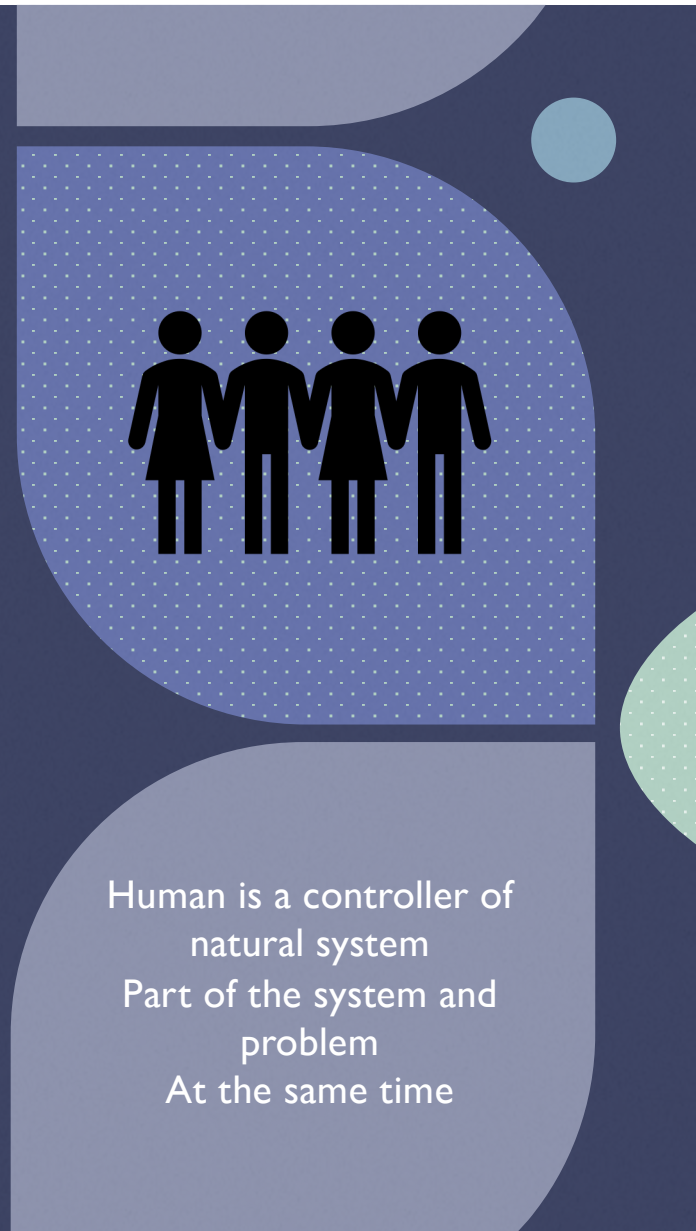 Human is a controller of
natural system
Part of the system and
problem
At the same time